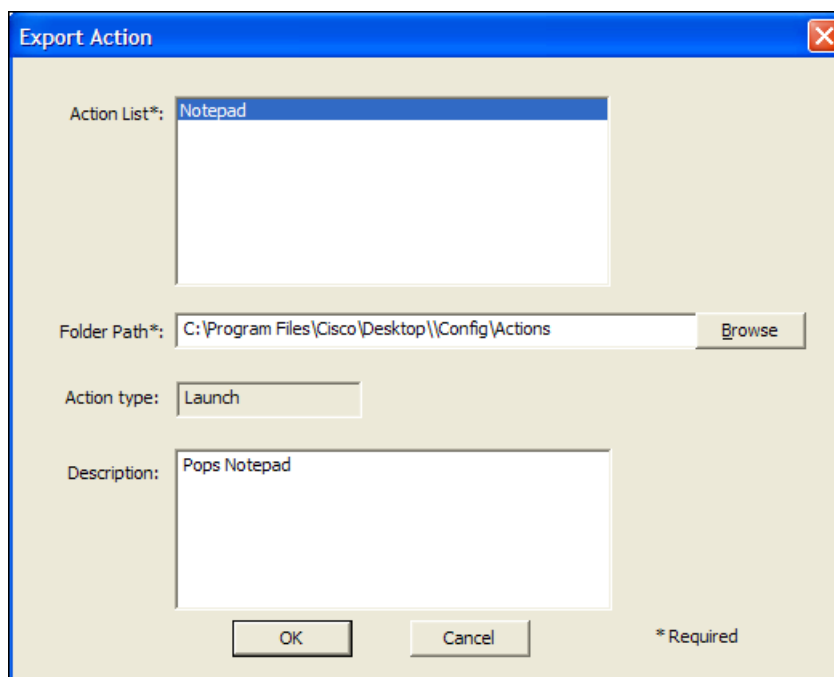 Export Action
Action List*:
Notepad
Folder Path*:
C:\Program Files\Cisco\Desktop\\Config\Actions
Browse
Action type:
Launch
Description:
Pops Notepad
OK
Cancel
* Required